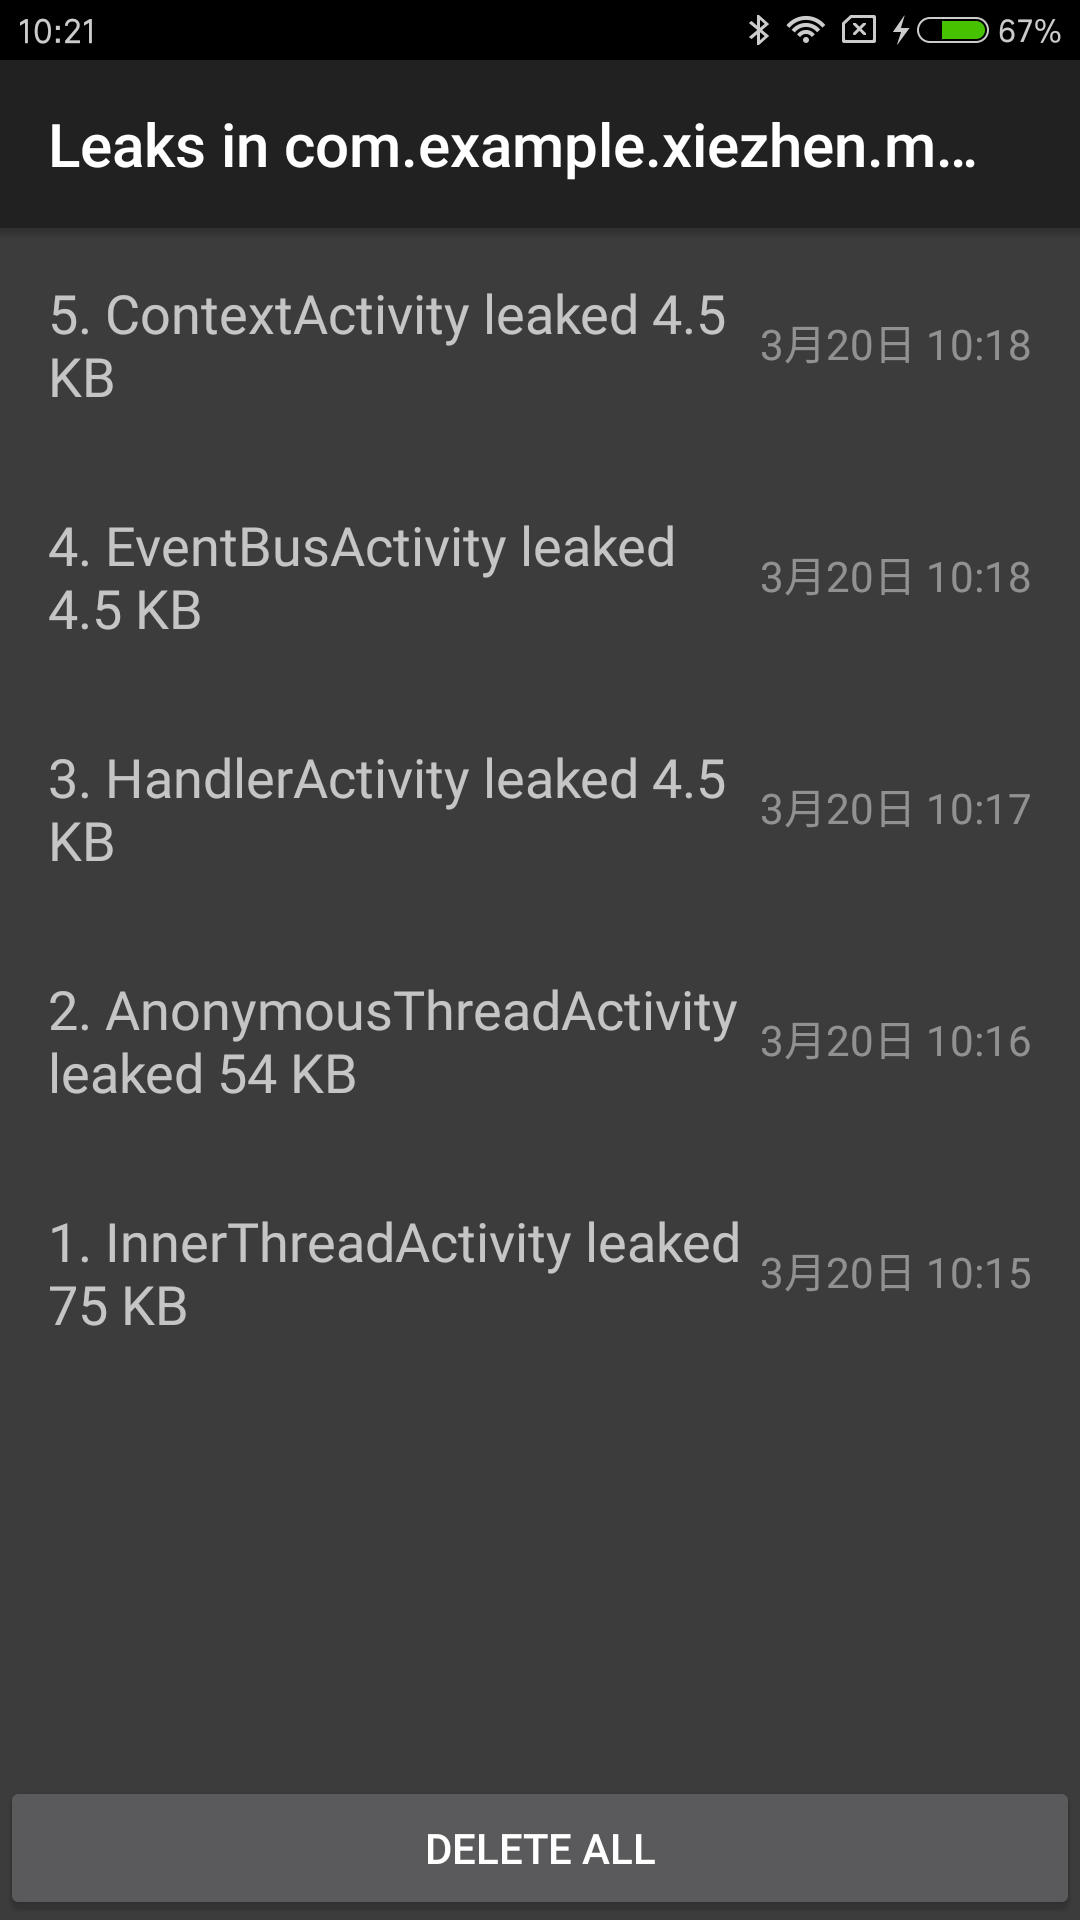 10:21
67%
Leaks in com.example.xiezhen.m...
5. ContextActivity leaked 4.5
KB
3月20日 10:18
4. EventBusActivity leaked
4.5 KB
3月20日 10:18
3. HandlerActivity leaked 4.5
KB
3月20日 10:17
2. AnonymousThreadActivity
leaked 54 KB
3月20日 10:16
1. InnerThreadActivity leaked
75 KB
3月20日 10:15
DELETE ALL